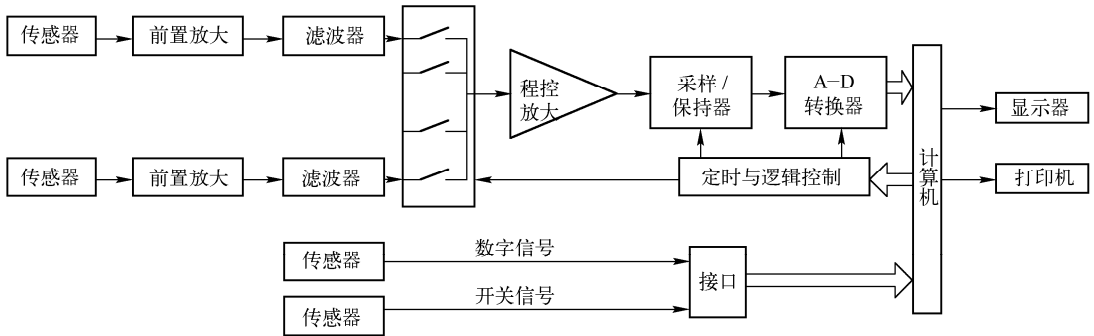 传感器
前置放大
滤波器
程控
放大
采样/
保持器
A-D
转换器
显示器
传感器
前置放大
滤波器
定时与逻辑控制
计算机
打印机
传感器
数字信号
接口
传感器
开关信号